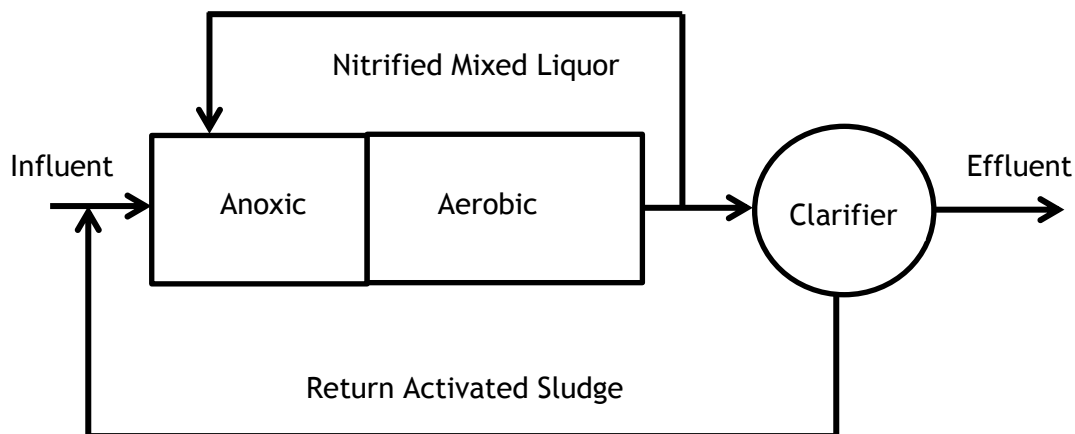 Nitrified Mixed Liquor
Influent
Anoxic
Aerobic
Clarifier
Effluent
Return Activated Sludge